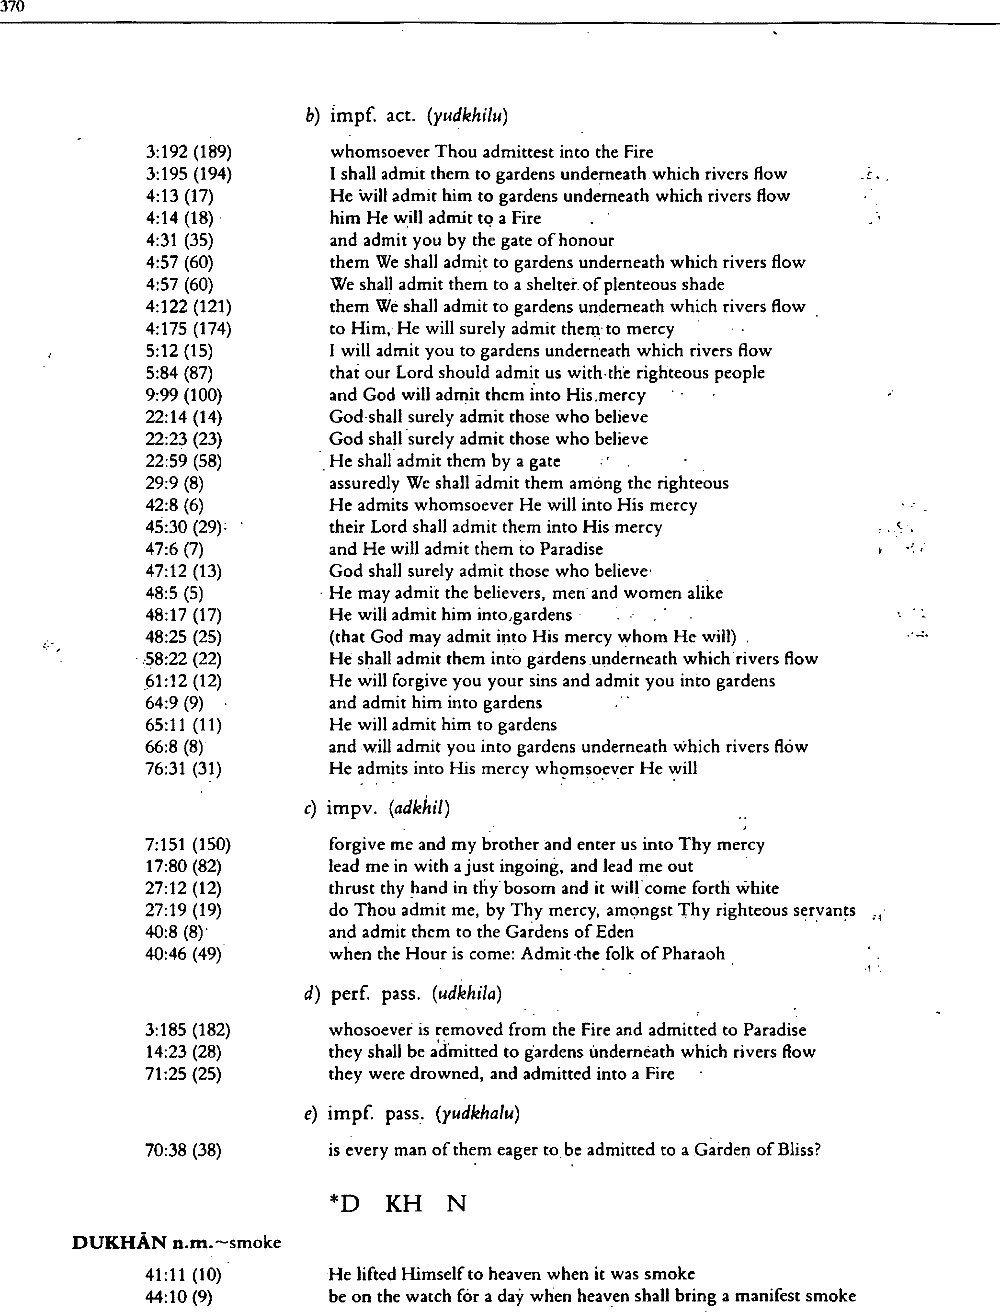 370
b) impf. act. (yudkhilu)
3:192 (189) whomsoever Thou admittest into the Fire
3:195 (194) I shall admit them to gardens underneath which rivers flow
4:13 (17) He will admit him to gardens underneath which rivers flow
4:14 (18) him He will admit to a Fire
4:31 (35) and admit you by the gate of honour
4:57 (60) them We shall admit to gardens underneath which rivers flow
4:57 (60) We shall admit them to a shelter of plenteous shade
4:122 (121) them We shall admit to gardens underneath which rivers flow
4:175 (174) to Him, He will surely admit them to mercy
5:12 (15) I will admit you to gardens underneath which rivers flow
5:84 (87) that our Lord should admit us with the righteous people
9:99 (100) and God will admit them into His mercy
22:14 (14) God shall surely admit those who believe
22:23 (23) God shall surely admit those who believe
22:59 (58) He shall admit them by a gate
29:9 (8) assuredly We shall admit them among the righteous
42:8 (6) He admits whomsoever He will into His mercy
45:30 (29) their Lord shall admit them into His mercy
47:6 (7) and He will admit them to Paradise
47:12 (13) God shall surely admit those who believe
48:5 (5) He may admit the believers, men and women alike
48:17 (17) He will admit him into gardens
48:25 (25) (that God may admit into His mercy whom He will)
58:22 (22) He shall admit them into gardens underneath which rivers flow
61:12 (12) He will forgive you your sins and admit you into gardens
64:9 (9) and admit him into gardens
65:11 (11) He will admit him to gardens
66:8 (8) and will admit you into gardens underneath which rivers flow
76:31 (31) He admits into His mercy whomsoever He will
c) impv. (adkhil)
7:151 (150) forgive me and my brother and enter us into Thy mercy
17:80 (82) lead me in with a just ingoing, and lead me out
27:12 (12) thrust thy hand in thy bosom and it will come forth white
27:19 (19) do Thou admit me, by Thy mercy, amongst Thy righteous servants
40:8 (8) and admit them to the Gardens of Eden
40:46 (49) when the Hour is come: Admit the folk of Pharaoh
d) perf. pass. (udkhila)
3:185 (182) whosoever is removed from the Fire and admitted to Paradise
14:23 (28) they shall be admitted to gardens underneath which rivers flow
71:25 (25) they were drowned, and admitted into a Fire
e) impf. pass. (yudkhalu)
70:38 (38) is every man of them eager to be admitted to a Garden of Bliss?
*D KH N
DUKHĀN n.m.~smoke
41:11 (10) He lifted Himself to heaven when it was smoke
44:10 (9) be on the watch for a day when heaven shall bring a manifest smoke